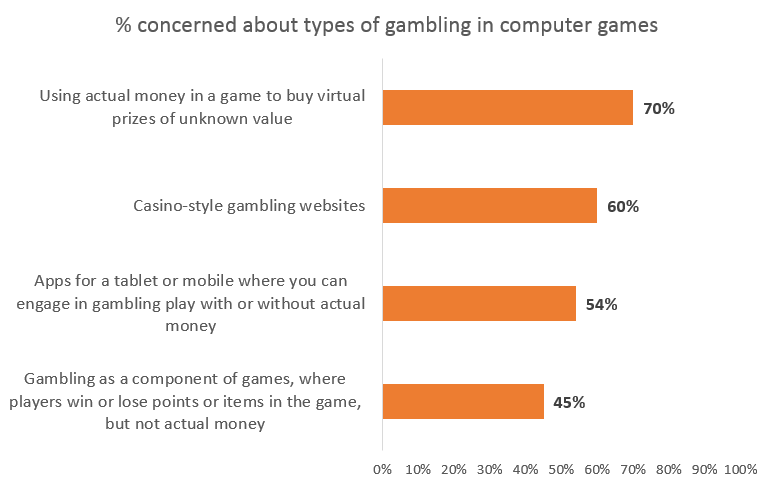 % concerned about types of gambling in computer games
Using actual money in a game to buy virtual
prizes of unknown value
70%
Casino-style gambling websites
60%
Apps for a tablet or mobile where you can
engage in gambling play with or without actual
money
54%
Gambling as a component of games, where
players win or lose points or items in the game,
but not actual money
45%
0% 10% 20% 30% 40% 50% 60% 70% 80% 90% 100%